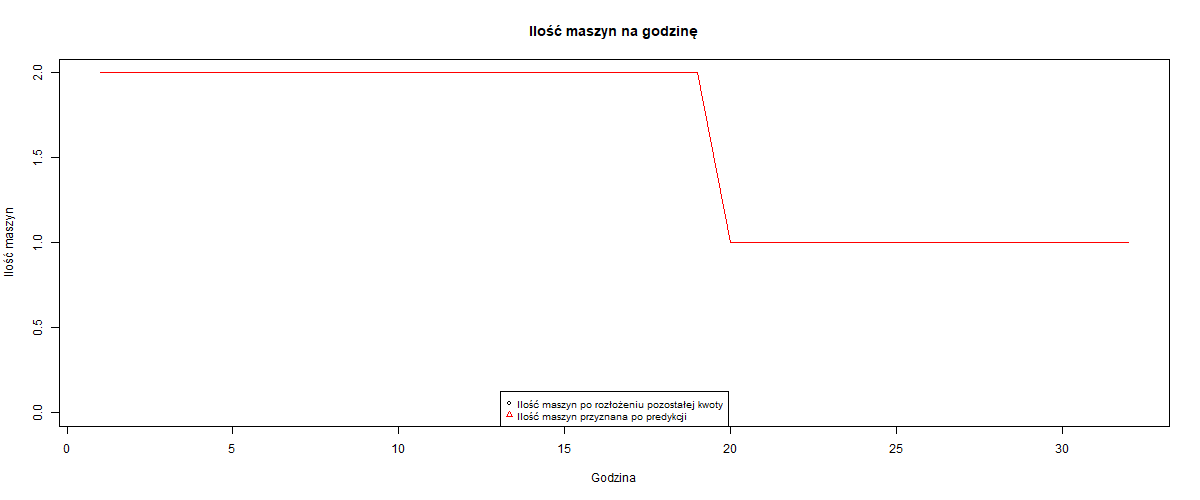 Ilość maszyn na godzinę
Ilość maszyn
2.0
1.5
1.0
0.5
0.0
Ilość maszyn po rozłożeniu pozostałej kwoty
Ilość maszyn przyznana po predykcji
0 5 10 15 20 25 30
Godzina